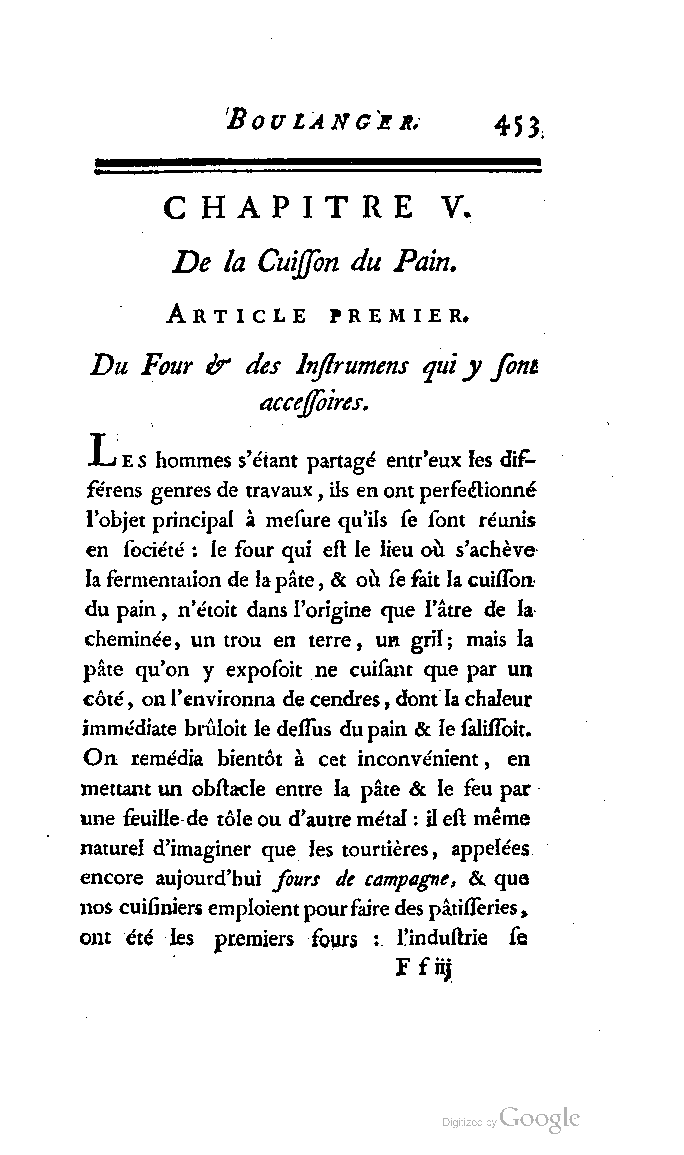 BOULANGER. 453
CHAPITRE V.
De la Cuiſſon du Pain.
ARTICLE PREMIER.
Du Four & des Inſtrumens qui y ſont
acceſſoires.
LES hommes s'étant partagé entr'eux les dif-
férens genres de travaux, ils en ont perfectionné
l'objet principal à meſure qu'ils ſe ſont réunis
en ſociété : le four qui eſt le lieu où s'achève
la fermentation de la pâte, & où ſe fait la cuiſſon
du pain, n'étoit dans l'origine que l'âtre de la
cheminée, un trou en terre, un gril; mais la
pâte qu'on y expoſoit ne cuiſant que par un
côté, on l'environna de cendres, dont la chaleur
immédiate brûloit le deſſus du pain & le ſaliſſoit.
On remédia bientôt à cet inconvénient, en
mettant un obſtacle entre la pâte & le feu par
une feuille de tôle ou d'autre métal : il eſt même
naturel d'imaginer que les tourtières, appelées
encore aujourd'hui fours de campagne, & que
nos cuiſiniers emploient pour faire des pâtiſſeries,
ont été les premiers fours : l'induſtrie ſe
F f iij
Digitized by Google